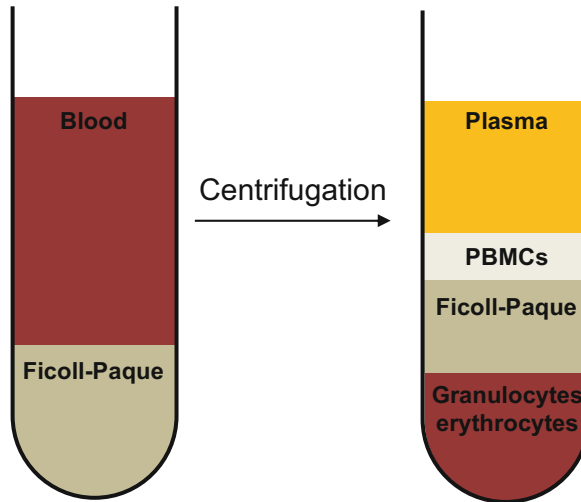 Blood
Ficoll-Paque
Centrifugation
Plasma
PBMCs
Ficoll-Paque
Granulocytes
erythrocytes